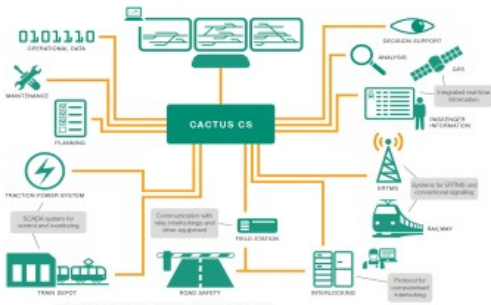 0101110
OPERATIONAL DATA
DECISION SUPPORT
ANALYSIS
GPS
MAINTENANCE
Integrated real-time
information
CACTUS CS
PASSENGER
INFORMATION
PLANNING
TRACTION POWER SYSTEM
ERTMS
Systems for ERTMS and
conventional signalling
SCADA system for
control and monitoring
Communication with
relay interlockings and
other equipment
FIELD STATION
RAILWAY
TRAIN DEPOT
ROAD SAFETY
INTERLOCKING
Protocol for
computerised
interlocking